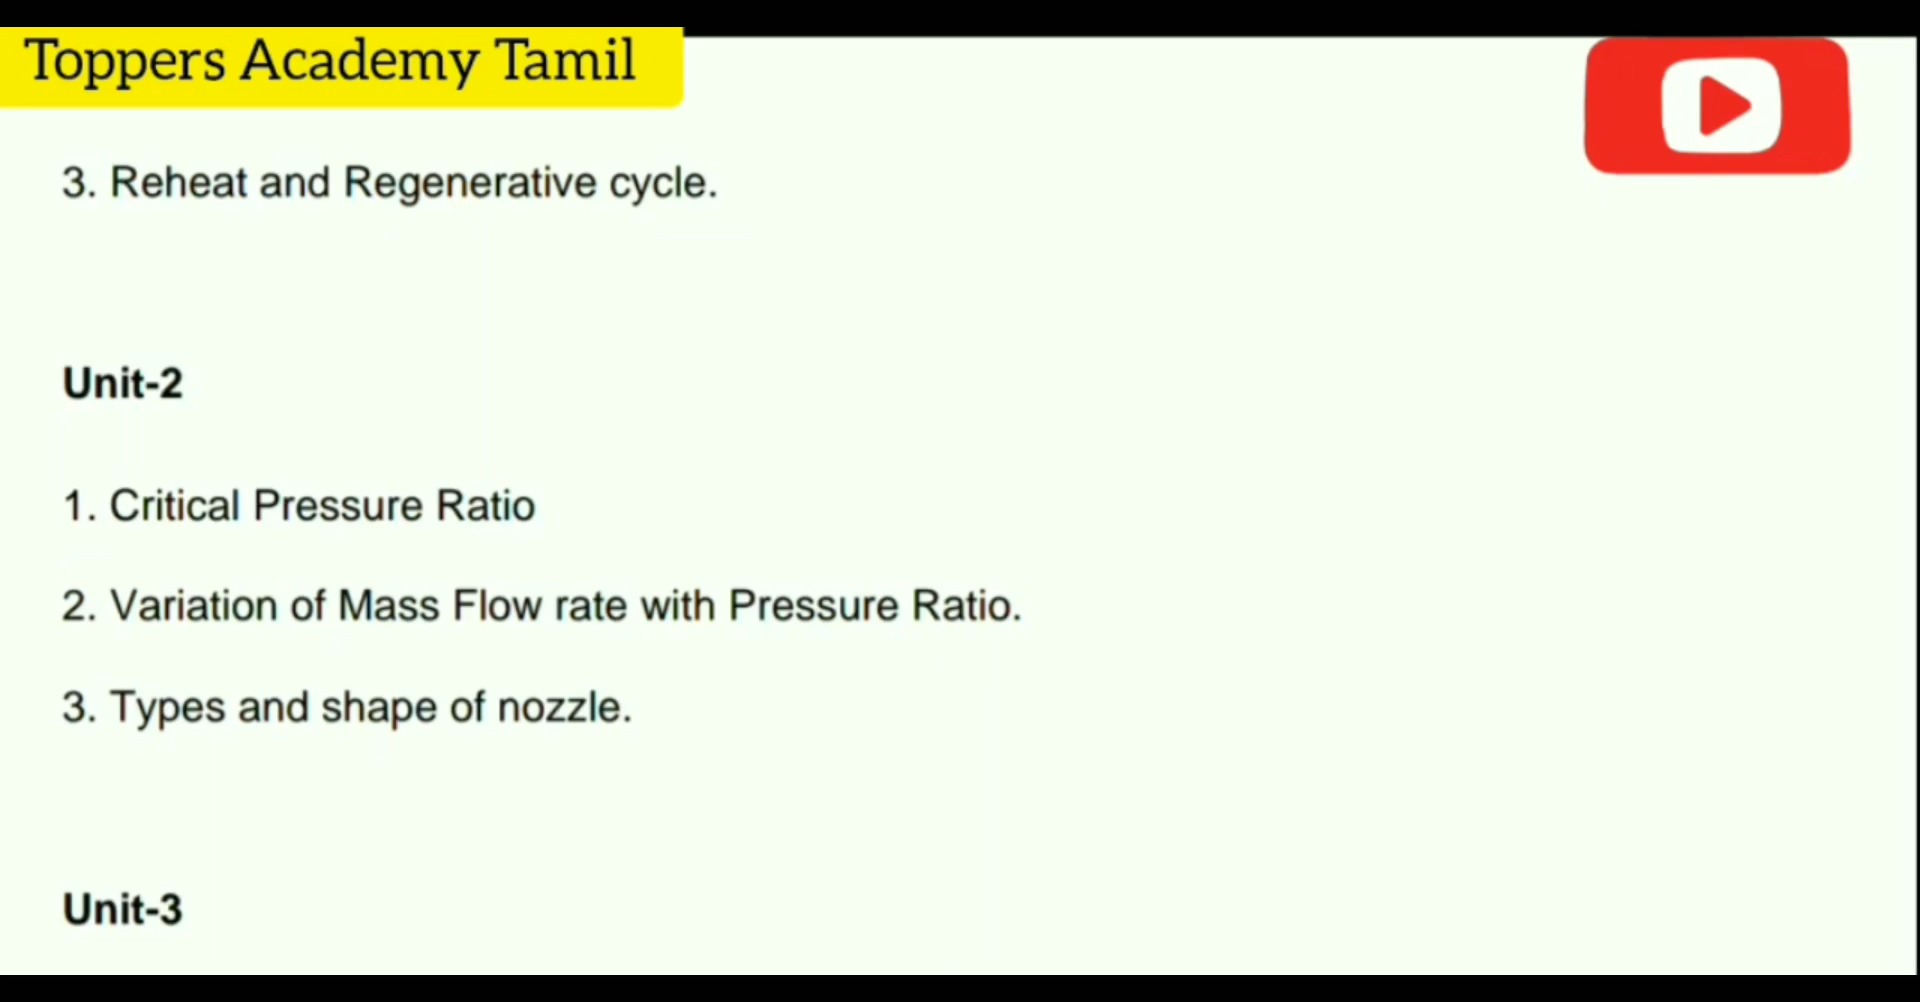 Toppers Academy Tamil
3. Reheat and Regenerative cycle.
Unit-2
1. Critical Pressure Ratio
2. Variation of Mass Flow rate with Pressure Ratio.
3. Types and shape of nozzle.
Unit-3